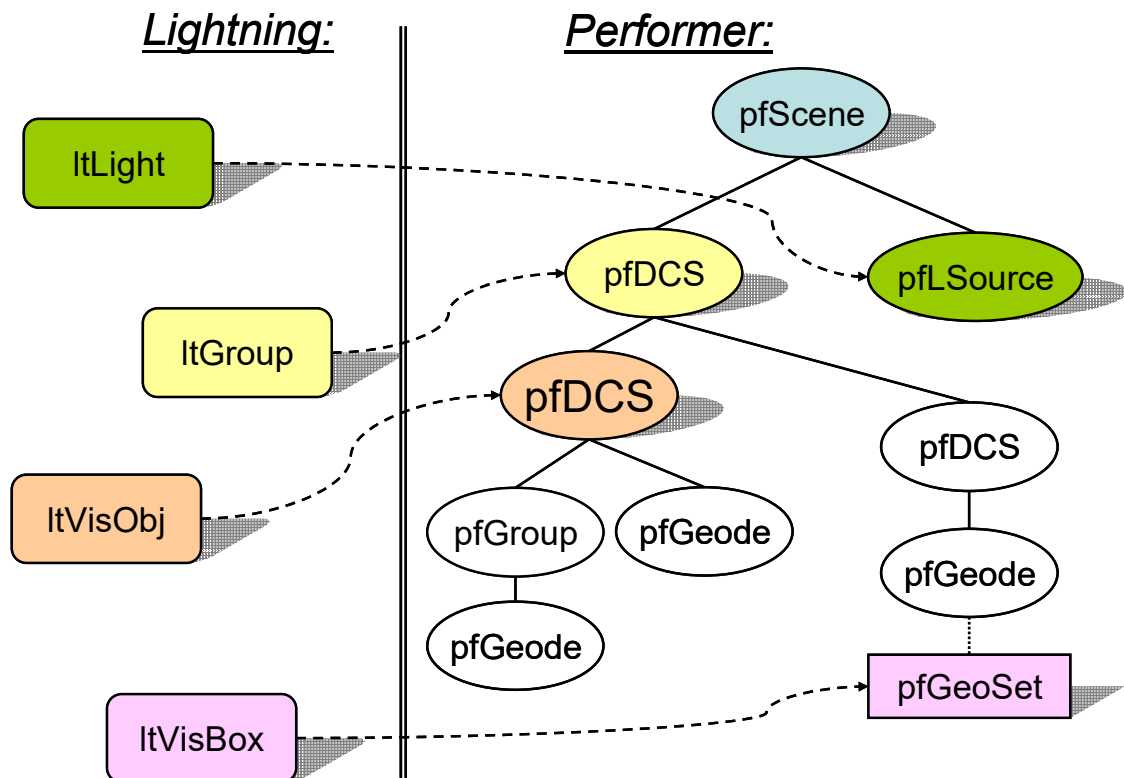 Lightning:
Performer:
pfScene
ltLight
pfDCS
pfLSource
ltGroup
pfDCS
pfDCS
ltVisObj
pfGroup
pfGeode
pfGeode
pfGeode
pfGeoSet
ltVisBox